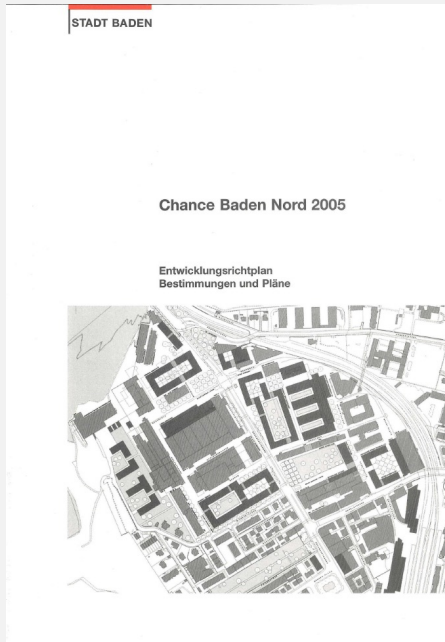 STADT BADEN
Chance Baden Nord 2005
Entwicklungsrichtplan
Bestimmungen und Pläne